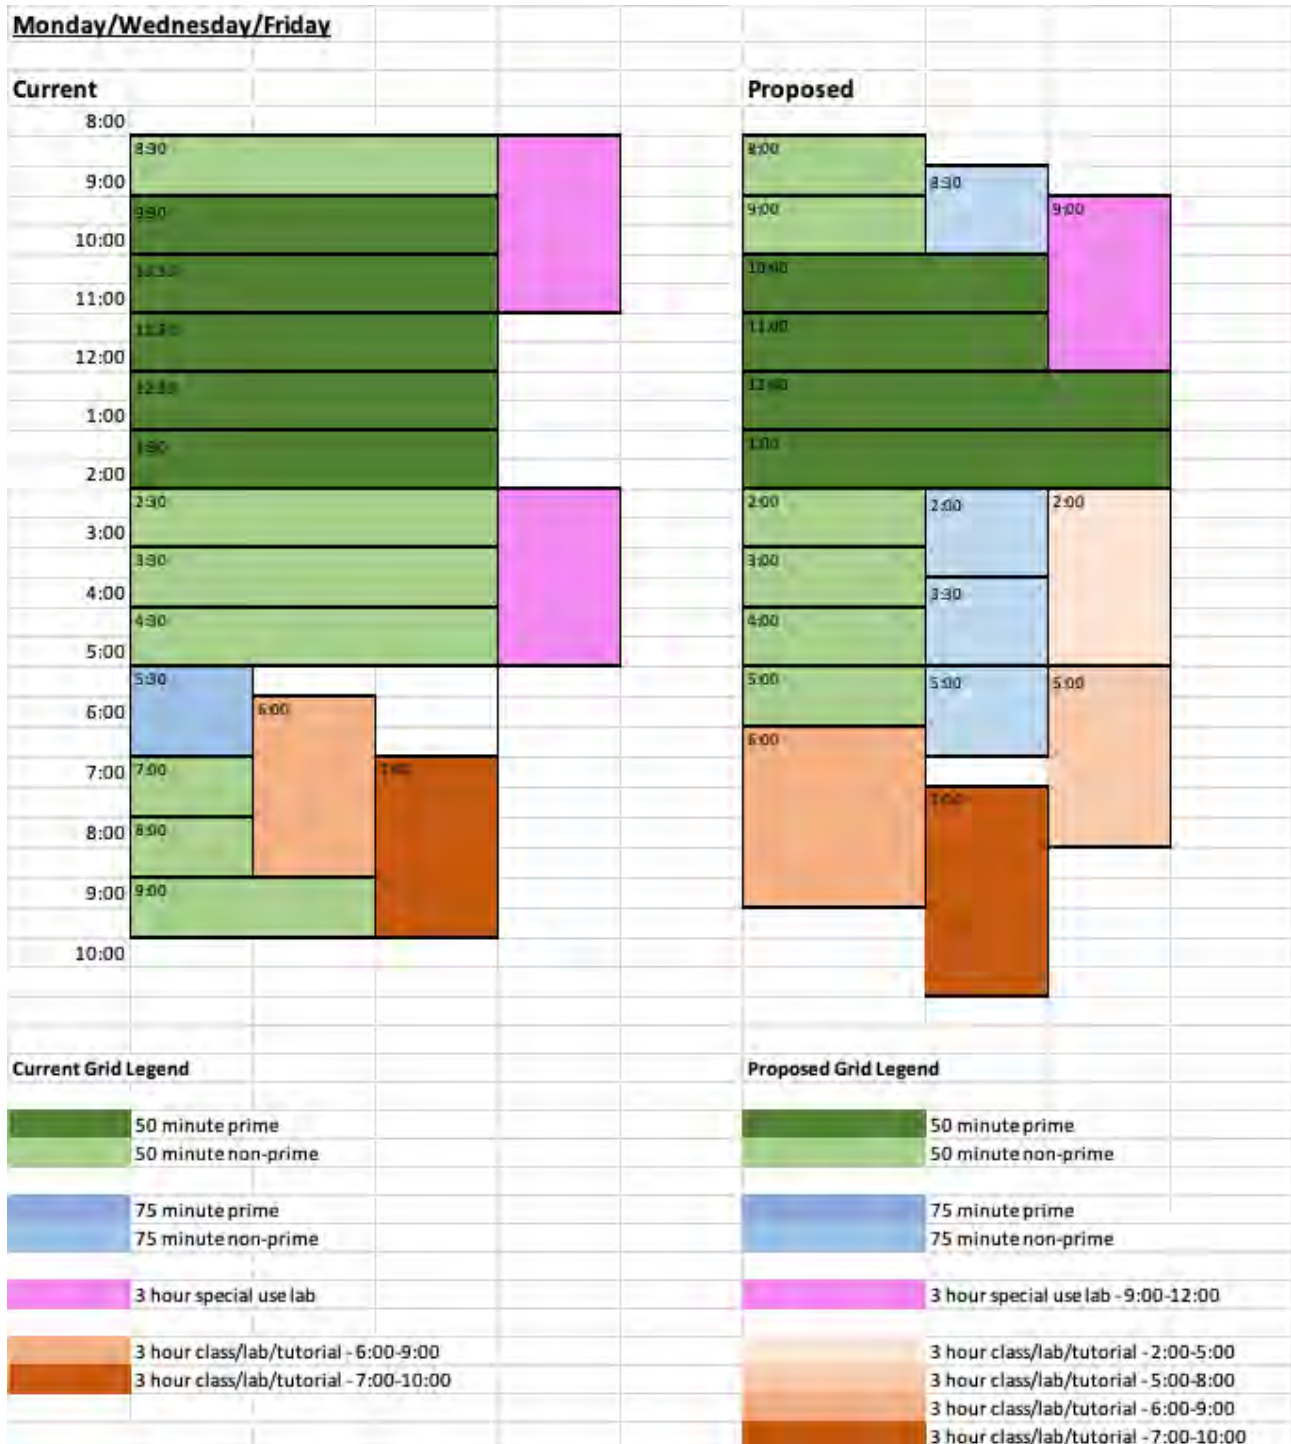 Monday/Wednesday/Friday
Current
8:00
9:00
10:00
11:00
12:00
1:00
2:00
3:00
4:00
5:00
6:00
7:00
8:00
9:00
10:00
8:30
9:30
10:30
11:30
12:30
1:30
2:30
3:30
4:30
5:30
6:00
7:00
7:00
8:00
9:00
Proposed
8:00
8:30
9:00
9:00
10:00
11:00
12:00
1:00
2:00
2:00
2:00
3:00
3:30
4:00
5:00
5:00
5:00
6:00
7:00
Current Grid Legend
50 minute prime
50 minute non-prime
75 minute prime
75 minute non-prime
3 hour special use lab
3 hour class/lab/tutorial - 6:00-9:00
3 hour class/lab/tutorial - 7:00-10:00
Proposed Grid Legend
50 minute prime
50 minute non-prime
75 minute prime
75 minute non-prime
3 hour special use lab - 9:00-12:00
3 hour class/lab/tutorial - 2:00-5:00
3 hour class/lab/tutorial - 5:00-8:00
3 hour class/lab/tutorial - 6:00-9:00
3 hour class/lab/tutorial - 7:00-10:00